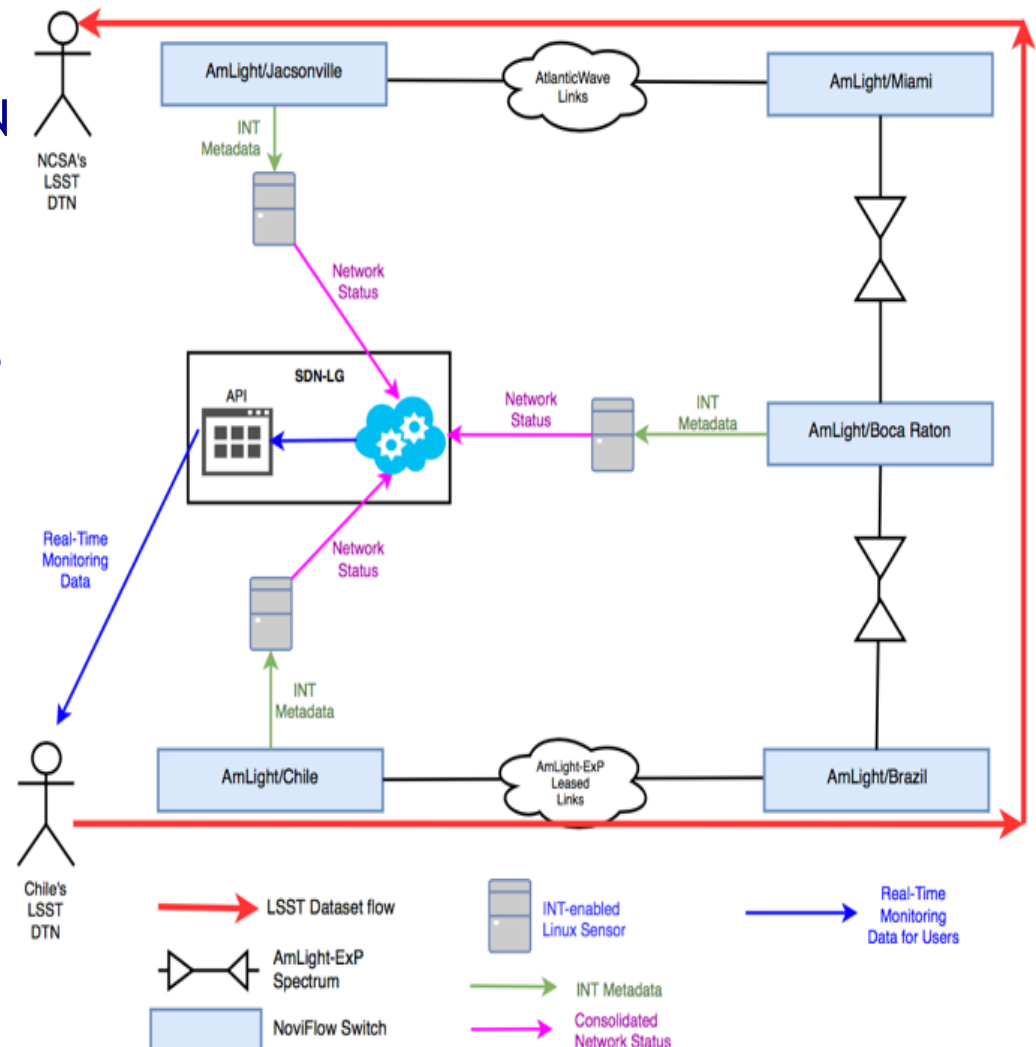 N
NCSA's
LSST
DTN
AmLight/Jacsonville
AtlanticWave
Links
AmLight/Miami
INT
Metadata
Network
Status
SDN-LG
API
Network
Status
INT
Metadata
AmLight/Boca Raton
Real-Time
Monitoring
Data
Network
Status
INT
Metadata
AmLight/Chile
AmLight-ExP
Leased
Links
AmLight/Brazil
Chile's
LSST
DTN
LSST Dataset flow
INT-enabled
Linux Sensor
Real-Time
Monitoring
Data for Users
AmLight-ExP
Spectrum
INT Metadata
NoviFlow Switch
Consolidated
Network Status